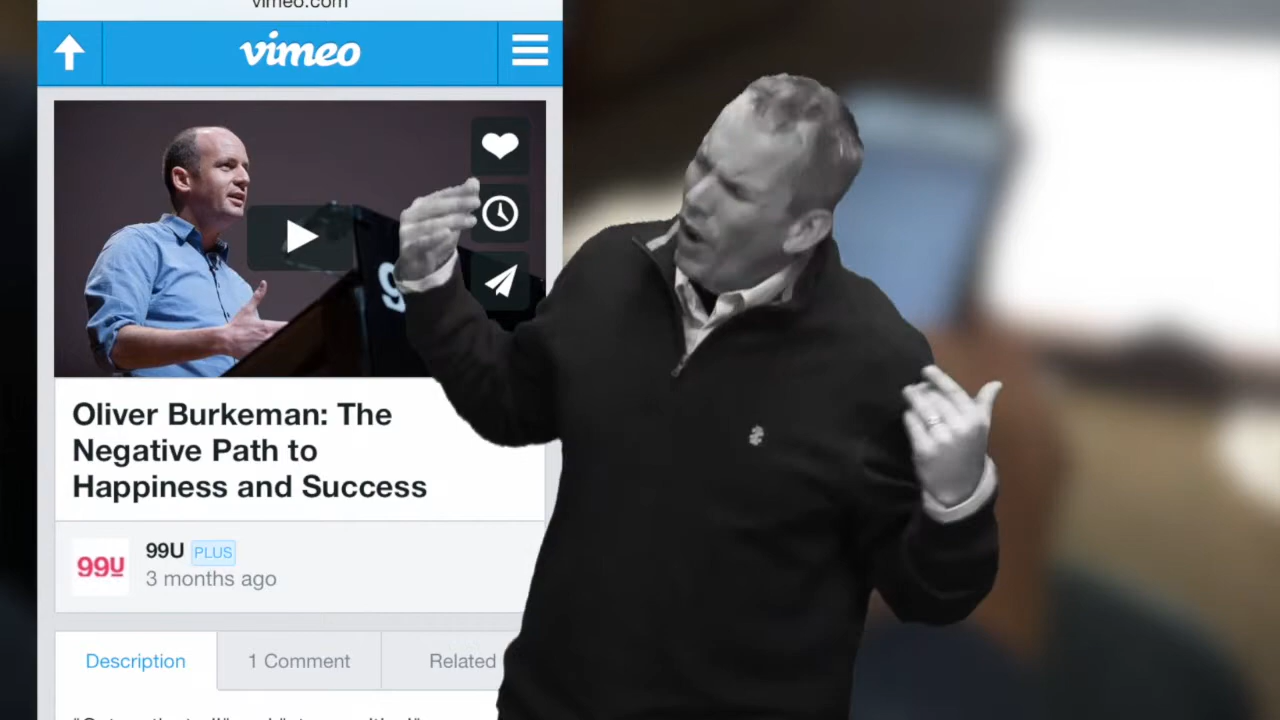 vimeo.com
vimeo
Oliver Burkeman: The
Negative Path to
Happiness and Success
99U
99U PLUS
3 months ago
Description
1 Comment
Related